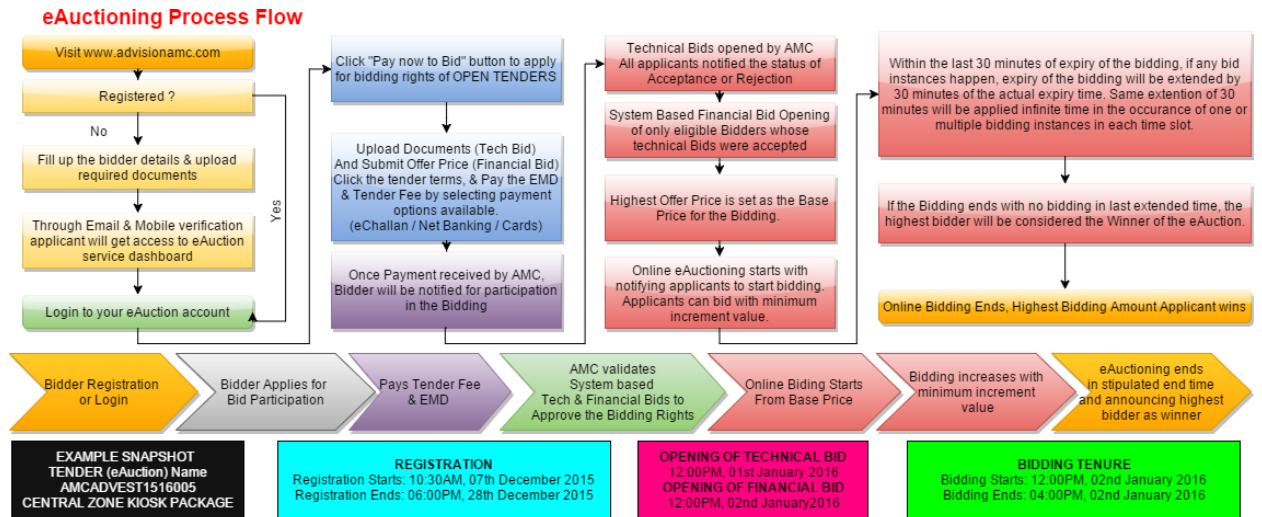 eAuctioning Process Flow
Visit www.advisionamc.com
Registered ?
No
Yes
Fill up the bidder details & upload
required documents
Through Email & Mobile verification
applicant will get access to eAuction
service dashboard
Login to your eAuction account
Click "Pay now to Bid" button to apply
for bidding rights of OPEN TENDERS
Upload Documents (Tech Bid)
And Submit Offer Price (Financial Bid)
Click the tender terms, & Pay the EMD
& Tender Fee by selecting payment
options available.
(eChallan / Net Banking / Cards)
Once Payment received by AMC,
Bidder will be notified for participation
in the Bidding
Technical Bids opened by AMC
All applicants notified the status of
Acceptance or Rejection
System Based Financial Bid Opening
of only eligible Bidders whose
technical Bids were accepted
Highest Offer Price is set as the Base
Price for the Bidding.
Online eAuctioning starts with
notifying applicants to start bidding.
Applicants can bid with minimum
increment value.
Within the last 30 minutes of expiry of the bidding, if any bid
instances happen, expiry of the bidding will be extended by
30 minutes of the actual expiry time. Same extention of 30
minutes will be applied infinite time in the occurance of one or
multiple bidding instances in each time slot.
If the Bidding ends with no bidding in last extended time, the
highest bidder will be considered the Winner of the eAuction.
Online Bidding Ends, Highest Bidding Amount Applicant wins
Bidder Registration
or Login
Bidder Applies for
Bid Participation
Pays Tender Fee
& EMD
AMC validates
System based
Tech & Financial Bids to
Approve the Bidding Rights
Online Biding Starts
From Base Price
Bidding increases with
minimum increment
value
eAuctioning ends
in stipulated end time
and announcing highest
bidder as winner
EXAMPLE SNAPSHOT
TENDER (eAuction) Name
AMCADVEST1516005
CENTRAL ZONE KIOSK PACKAGE
REGISTRATION
Registration Starts: 10:30AM, 07th December 2015
Registration Ends: 06:00PM, 28th December 2015
OPENING OF TECHNICAL BID
12:00PM, 01st January 2016
OPENING OF FINANCIAL BID
12:00PM, 02nd January2016
BIDDING TENURE
Bidding Starts: 12:00PM, 02nd January 2016
Bidding Ends: 04:00PM, 02nd January 2016